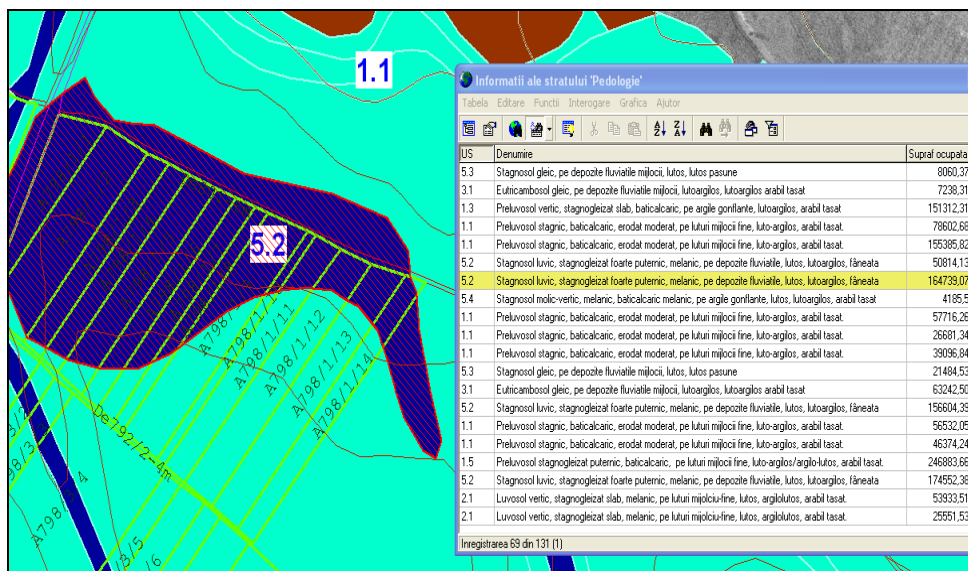 1.1
5.2
Informatii ale stratului 'Pedologie'
Tabela Editare Functii Interogare Grafica Ajutor
US Denumire Supraf ocupata
5.3 Stagnosol gleic, pe depozite fluviatile mijlocii, lutos, lutos pasune 8060,37
3.1 Eutricambosol gleic, pe depozite fluviatile mijlocii, lutoargilos, lutoargilos arabil tasat 7238,31
1.3 Preluvosol vertic, stagnogleizat slab, baticalcaric, pe argile gonflante, lutoargilos, arabil tasat 151312,31
1.1 Preluvosol stagnic, baticalcaric, erodat moderat, pe luturi mijlocii fine, luto-argilos, arabil tasat. 78602,68
1.1 Preluvosol stagnic, baticalcaric, erodat moderat, pe luturi mijlocii fine, luto-argilos, arabil tasat. 155385,82
5.2 Stagnosol luvic, stagnogleizat foarte puternic, melanic, pe depozite fluviatile, lutos, lutoargilos, fâneata 50814,13
5.2 Stagnosol luvic, stagnogleizat foarte puternic, melanic, pe depozite fluviatile, lutos, lutoargilos, fâneata 164739,07
5.4 Stagnosol molic-vertic, melanic, baticalcaric melanic, pe argile gonflante, lutos, lutoargilos, arabil tasat 4185,5
1.1 Preluvosol stagnic, baticalcaric, erodat moderat, pe luturi mijlocii fine, luto-argilos, arabil tasat. 57716,26
1.1 Preluvosol stagnic, baticalcaric, erodat moderat, pe luturi mijlocii fine, luto-argilos, arabil tasat. 26681,34
1.1 Preluvosol stagnic, baticalcaric, erodat moderat, pe luturi mijlocii fine, luto-argilos, arabil tasat. 39096,84
5.3 Stagnosol gleic, pe depozite fluviatile mijlocii, lutos, lutos pasune 21484,53
3.1 Eutricambosol gleic, pe depozite fluviatile mijlocii, lutoargilos, lutoargilos arabil tasat 63242,50
5.2 Stagnosol luvic, stagnogleizat foarte puternic, melanic, pe depozite fluviatile, lutos, lutoargilos, fâneata 156604,39
1.1 Preluvosol stagnic, baticalcaric, erodat moderat, pe luturi mijlocii fine, luto-argilos, arabil tasat. 56532,05
1.1 Preluvosol stagnic, baticalcaric, erodat moderat, pe luturi mijlocii fine, luto-argilos, arabil tasat. 46374,24
1.5 Preluvosol stagnogleizat puternic, baticalcaric, pe luturi mijlocii fine, luto-argilos/argilo-lutos, arabil tasat. 246883,66
5.2 Stagnosol luvic, stagnogleizat foarte puternic, melanic, pe depozite fluviatile, lutos, lutoargilos, fâneata 174552,38
2.1 Luvosol vertic, stagnogleizat slab, melanic, pe luturi mijolciu-fine, lutos, argilolutos, arabil tasat. 53933,51
2.1 Luvosol vertic, stagnogleizat slab, melanic, pe luturi mijolciu-fine, lutos, argilolutos, arabil tasat. 25551,53
Inregistrarea 69 din 131 (1)
A798/1/11
A798/1/12
A798/1/13
A798/1/14
De792/2-4m